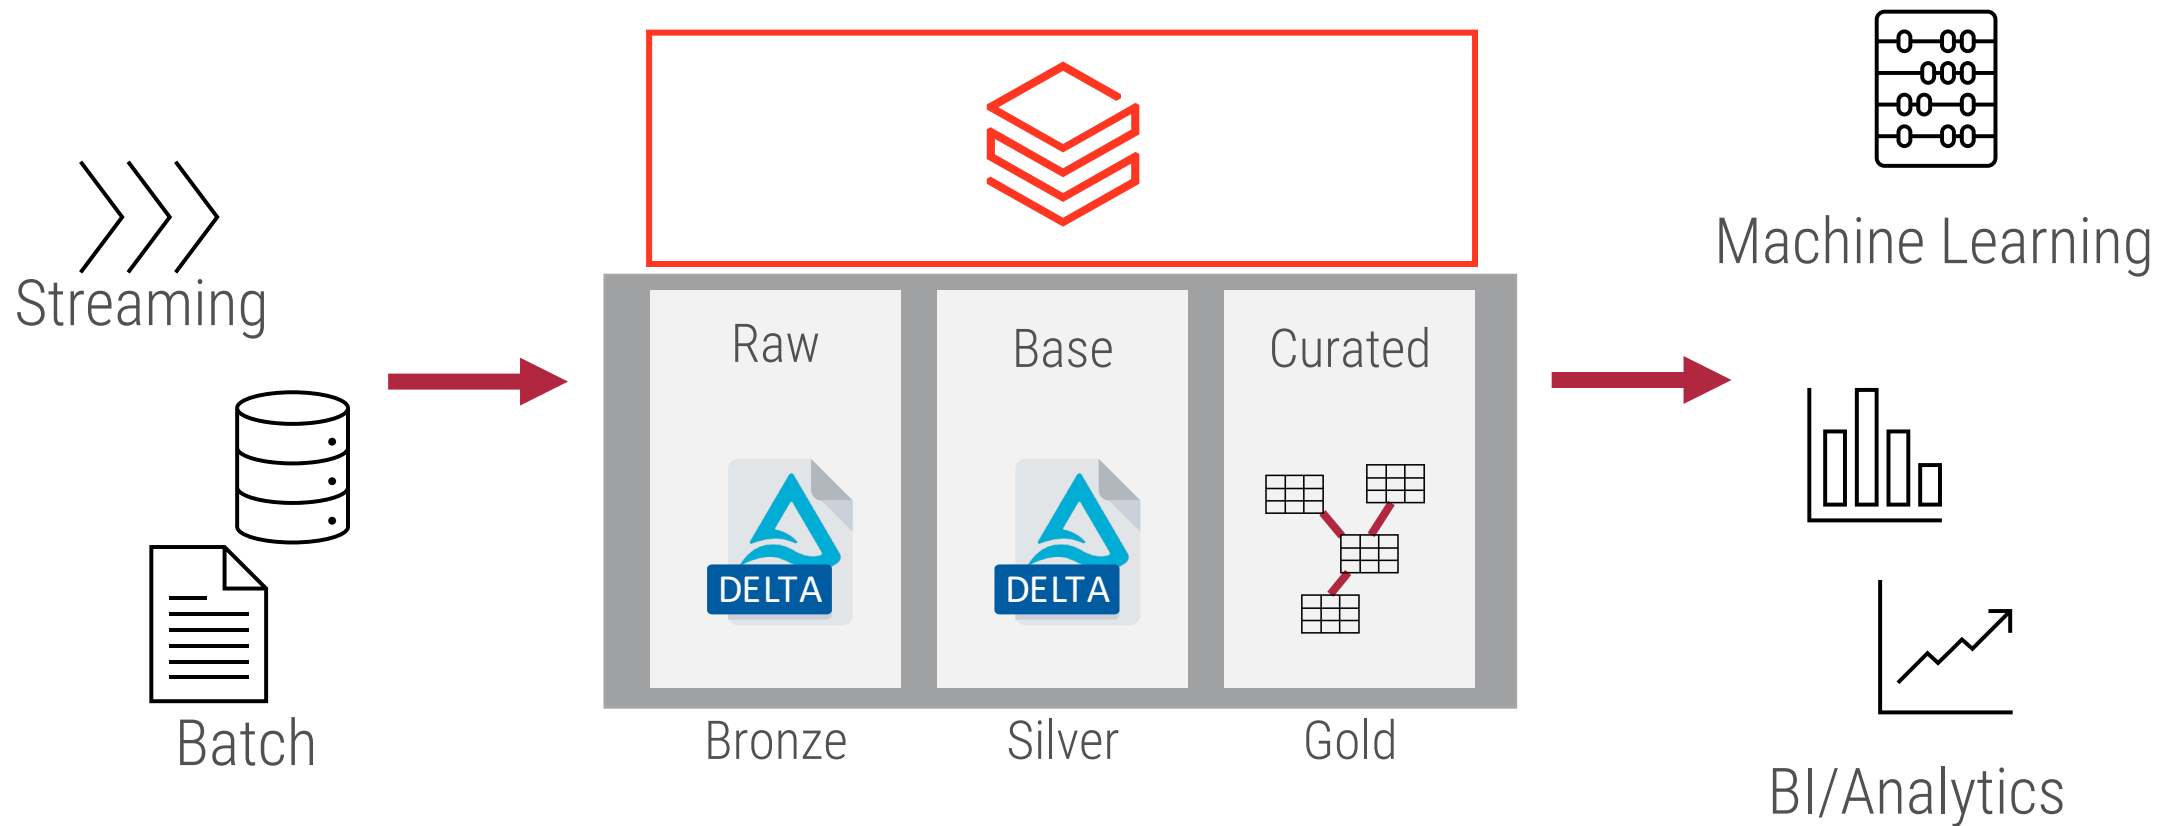 Streaming
Batch
Raw
Base
Curated
DELTA
DELTA
Bronze
Silver
Gold
Machine Learning
BI/Analytics